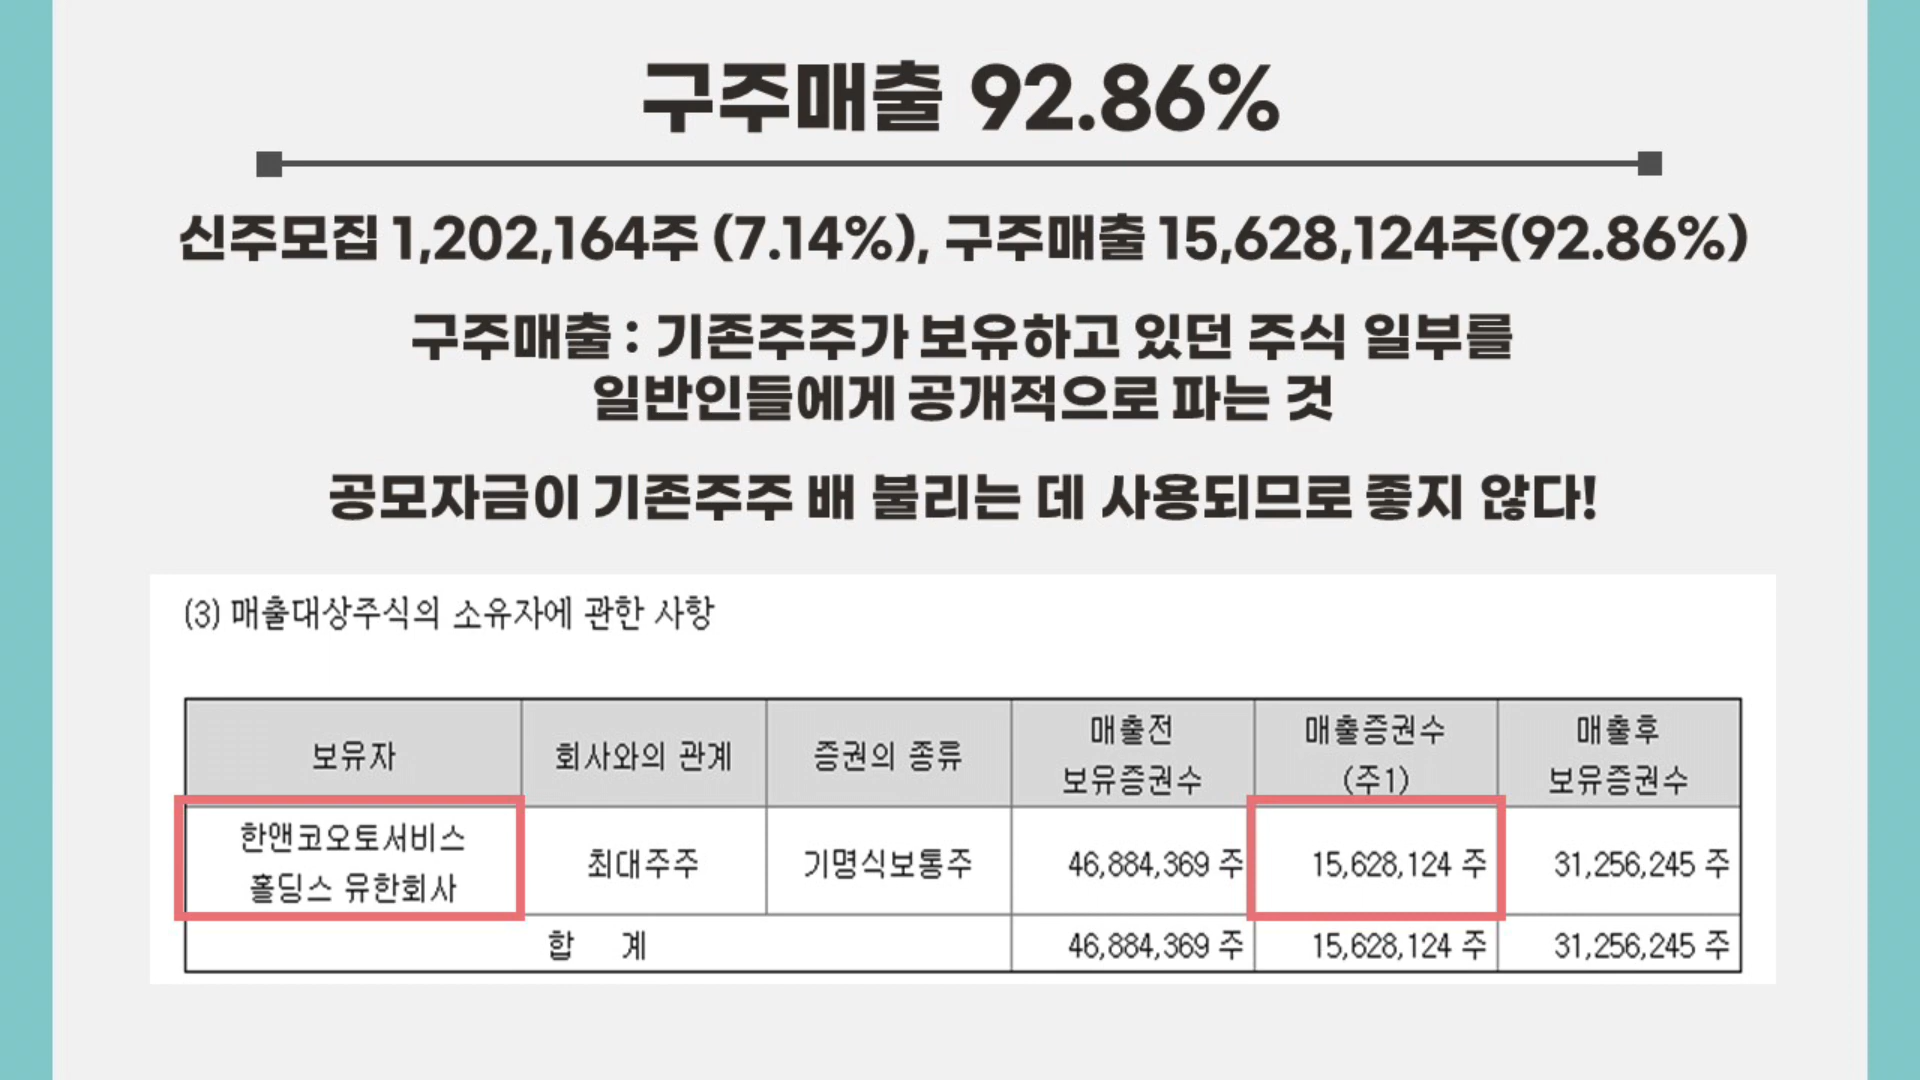 구주매출 92.86%
신주모집 1,202,164주 (7.14%), 구주매출 15,628,124주(92.86%)
구주매출 : 기존주주가 보유하고 있던 주식 일부를
일반인들에게 공개적으로 파는 것
공모자금이 기존주주 배 불리는 데 사용되므로 좋지 않다!
(3) 매출대상주식의 소유자에 관한 사항
보유자 회사와의 관계 증권의 종류 매출전 보유증권수 매출증권수 (주1) 매출후 보유증권수
한앤코오토서비스 홀딩스 유한회사 최대주주 기명식보통주 46,884,369 주 15,628,124 주 31,256,245 주
합 계 46,884,369 주 15,628,124 주 31,256,245 주